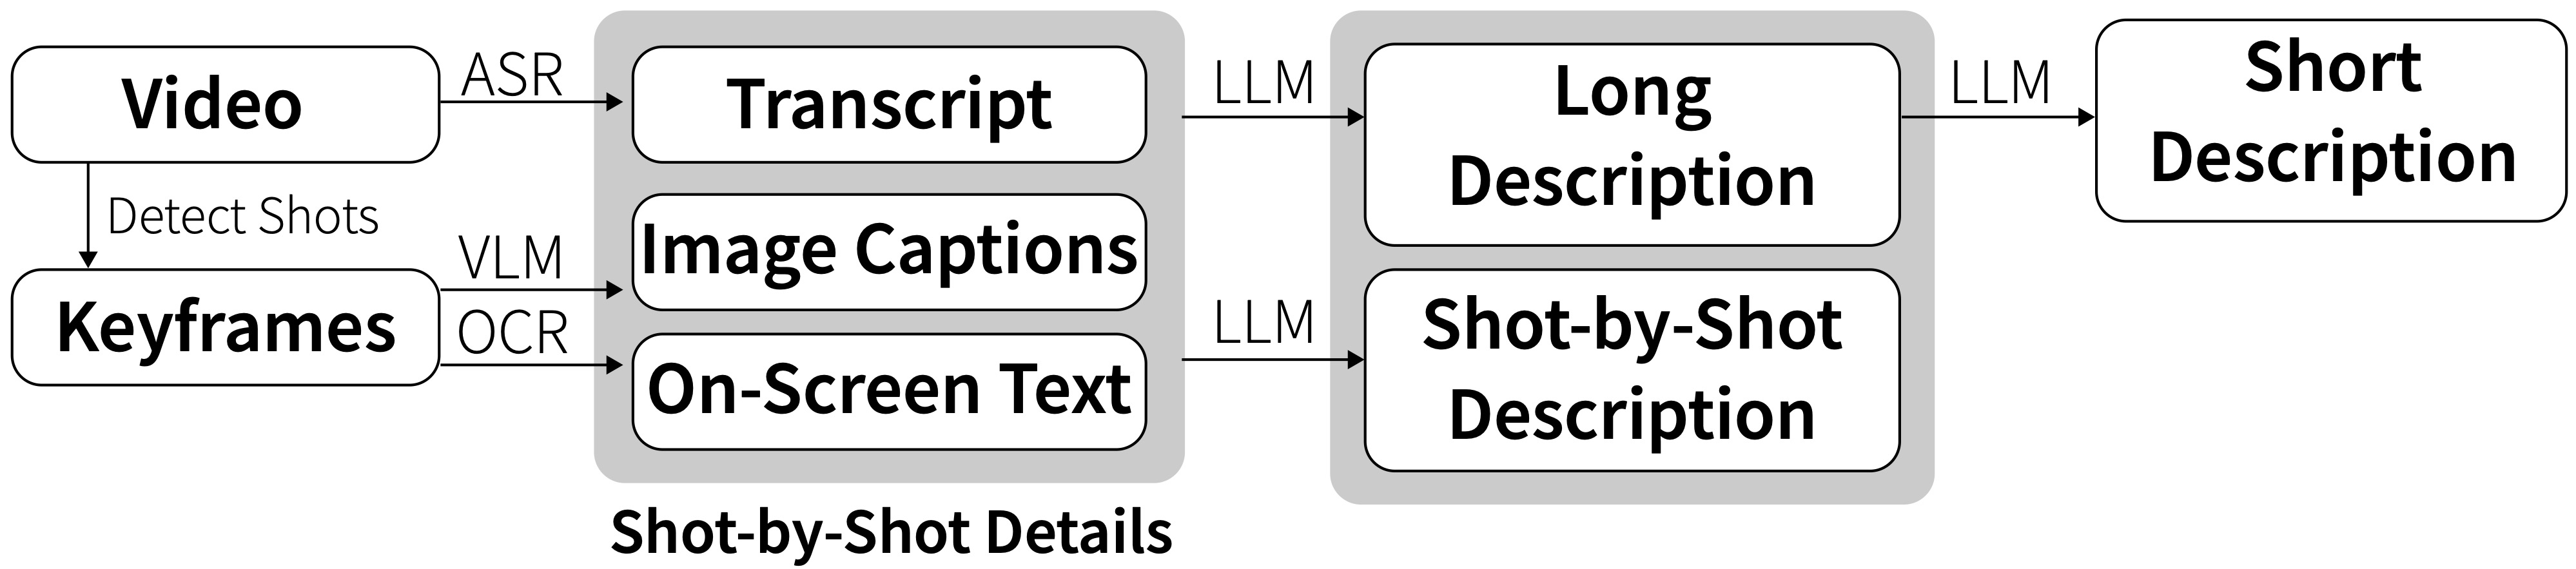 Video
ASR
Detect Shots
Keyframes
VLM
OCR
Transcript
Image Captions
On-Screen Text
Shot-by-Shot Details
LLM
LLM
Long
Description
Shot-by-Shot
Description
LLM
Short
Description